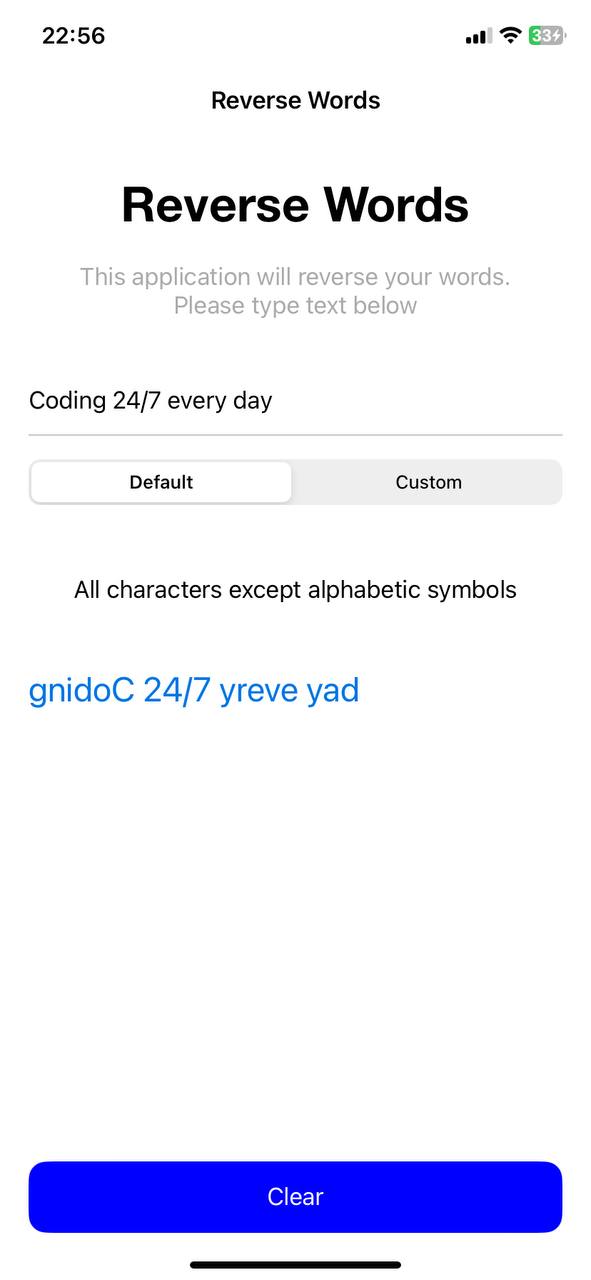 22:56
33
Reverse Words
Reverse Words
This application will reverse your words.
Please type text below
Coding 24/7 every day
Default Custom
All characters except alphabetic symbols
gnidoC 24/7 yreve yad
Clear